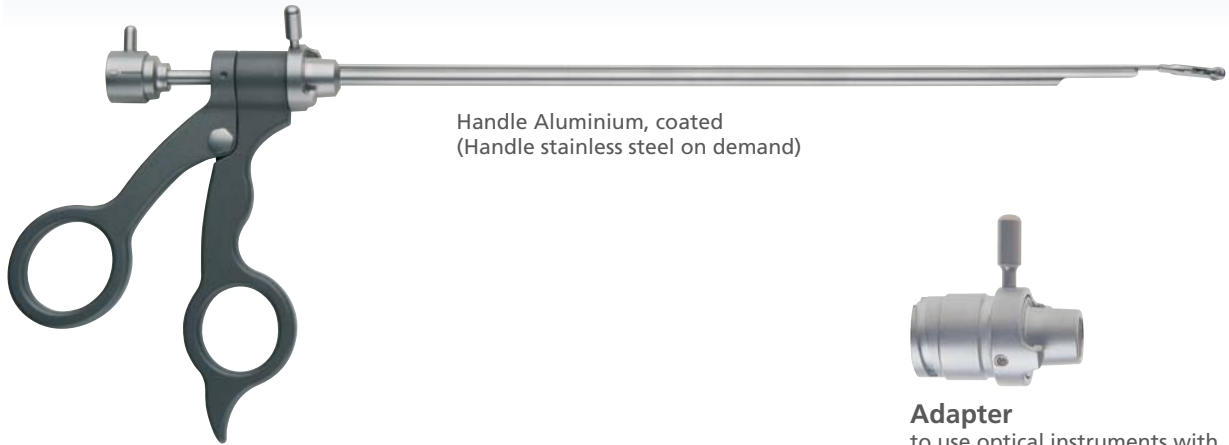 Handle Aluminium, coated
(Handle stainless steel on demand)
Adapter
to use optical instruments with